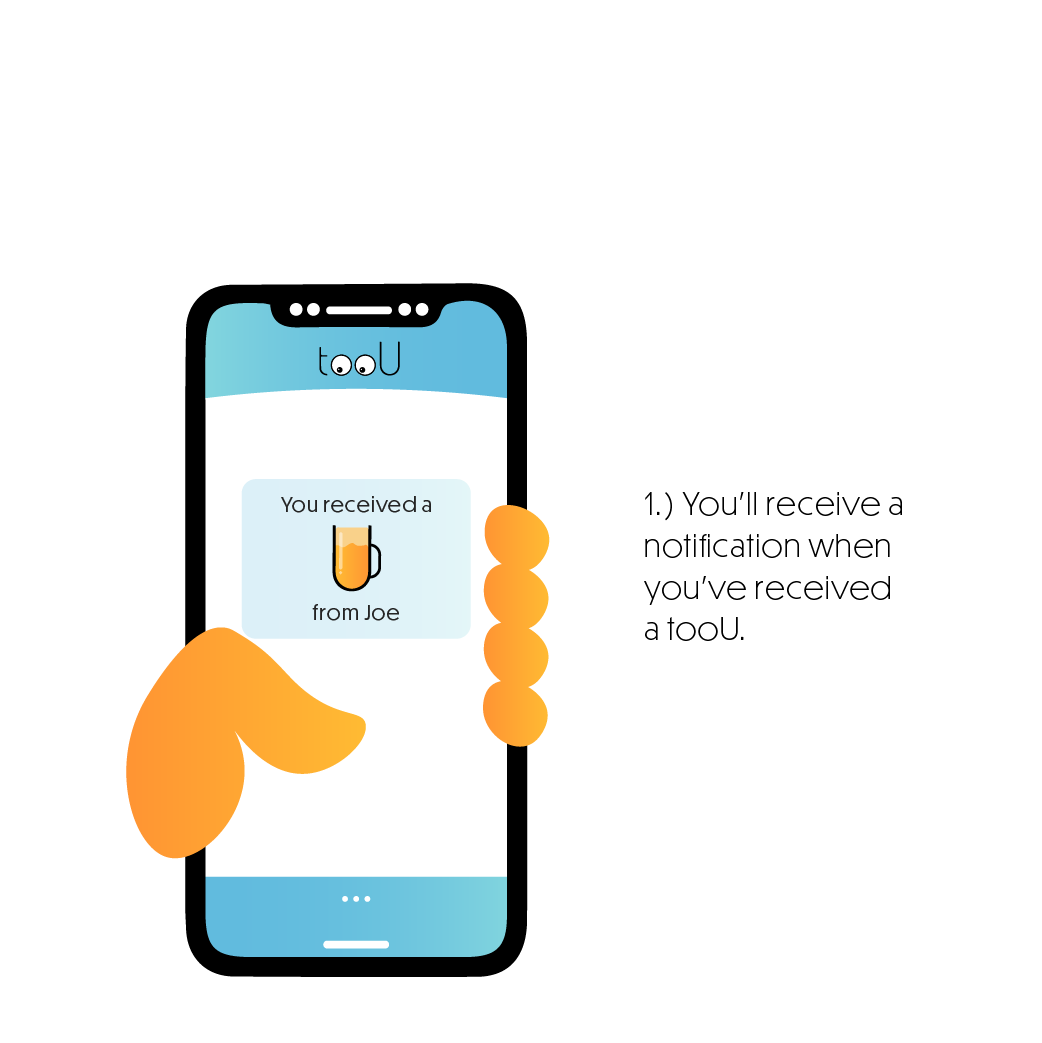 tooU
You received a
from Joe
1.) You'll receive a
notification when
you've received
a tooU.